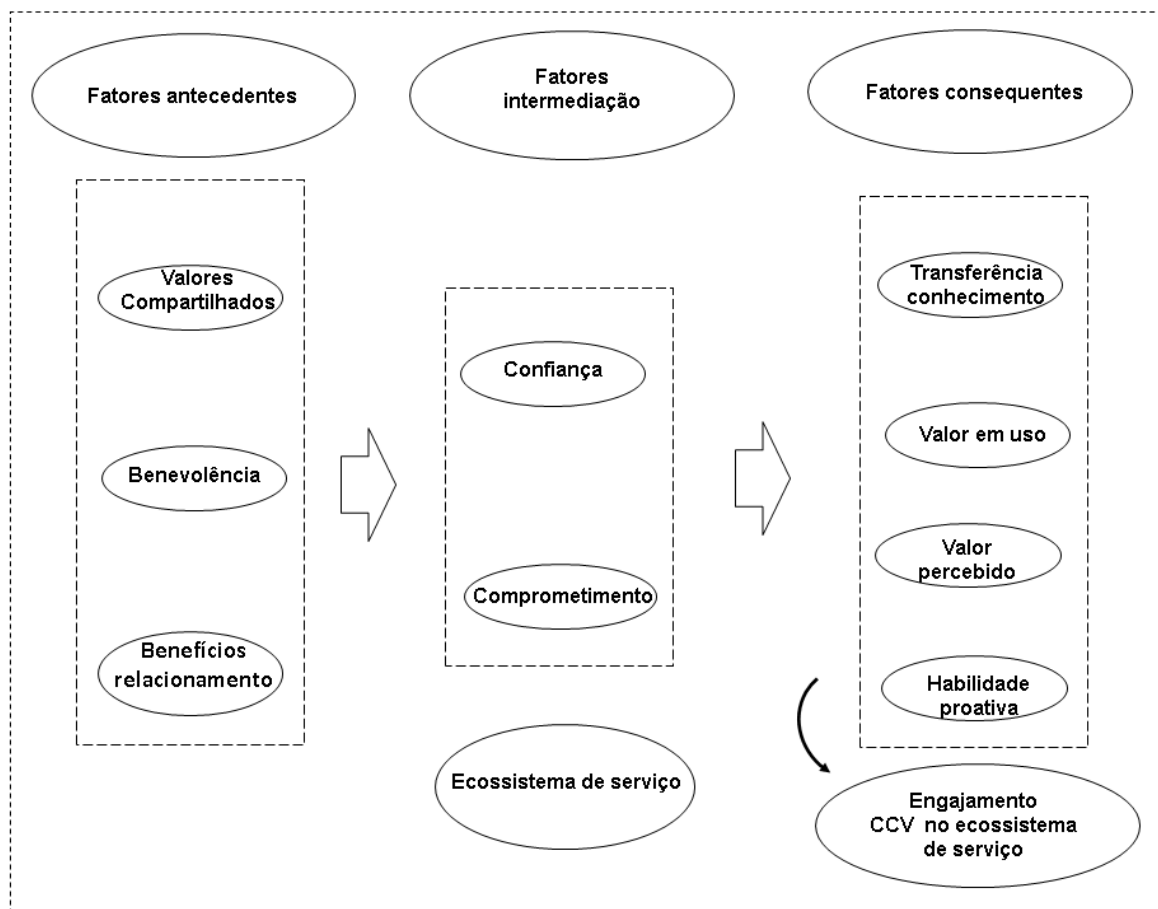 Fatores antecedentes
Fatores
intermediação
Fatores consequentes
Valores
Compartilhados
Benevolência
Benefícios
relacionamento
Confiança
Comprometimento
Ecossistema de serviço
Transferência
conhecimento
Valor em uso
Valor
percebido
Habilidade
proativa
Engajamento
CCV no ecossistema
de serviço